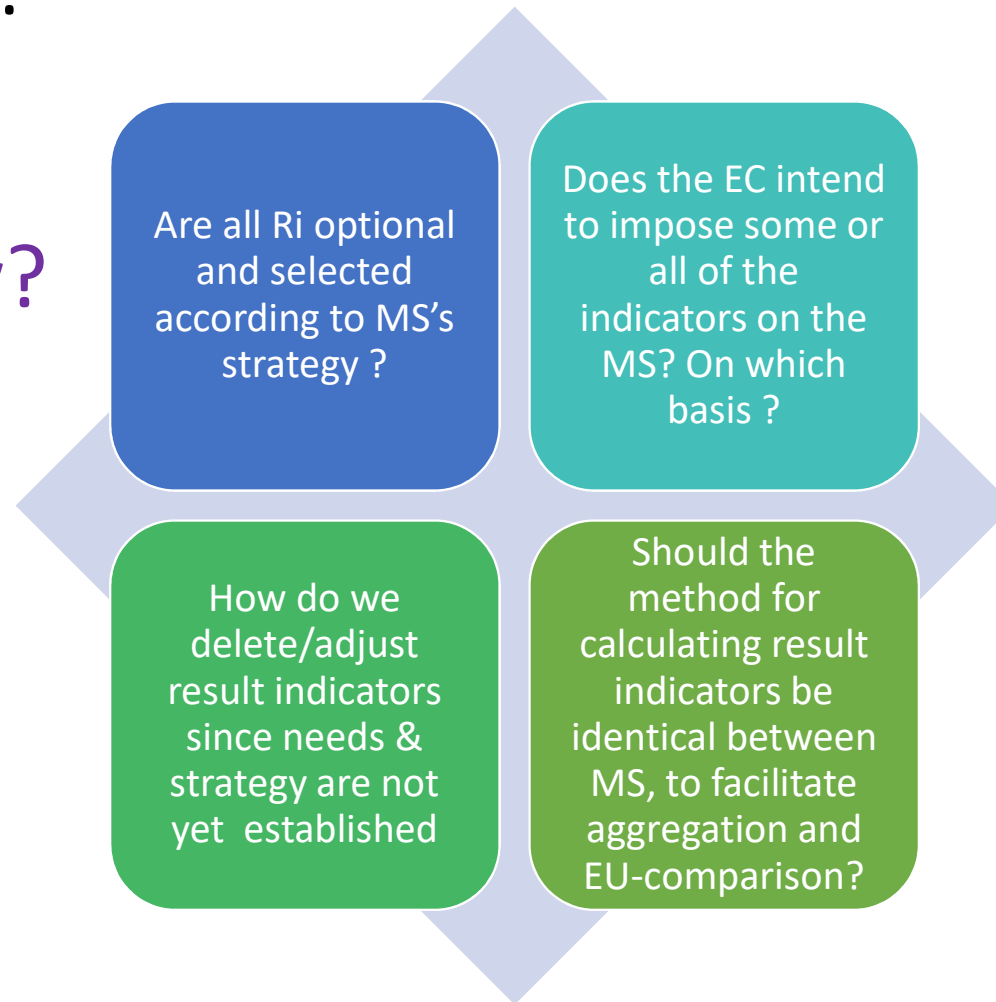 Are all Ri optional
and selected
according to MS’s
strategy ?
Does the EC intend
to impose some or
all of the
indicators on the
MS? On which
basis ?
How do we
delete/adjust
result indicators
since needs &
strategy are not
yet established
Should the
method for
calculating result
indicators be
identical between
MS, to facilitate
aggregation and
EU-comparison?